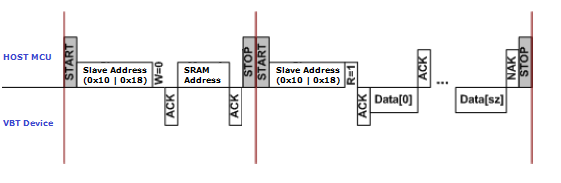 HOST MCU
START
Slave Address
(0x10 | 0x18)
W=0
SRAM
Address
STOP
START
Slave Address
(0x10 | 0x18)
R=1
ACK
...
NAK
STOP
VBT Device
ACK
ACK
ACK
Data[0]
Data[sz]